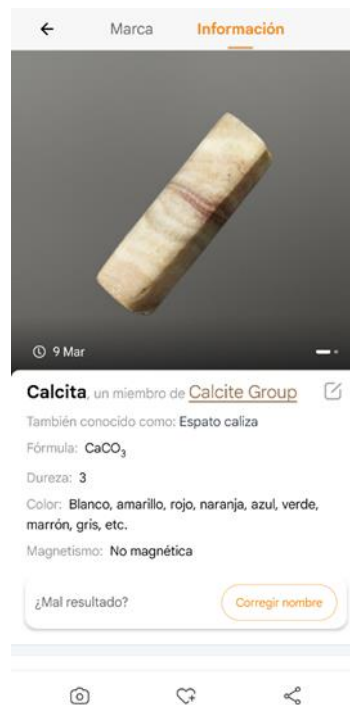 Marca Información
9 Mar
Calcita, un miembro de Calcite Group
También conocido como: Espato caliza
Fórmula: CaCO₃
Dureza: 3
Color: Blanco, amarillo, rojo, naranja, azul, verde,
marrón, gris, etc.
Magnetismo: No magnética
¿Mal resultado? Corregir nombre